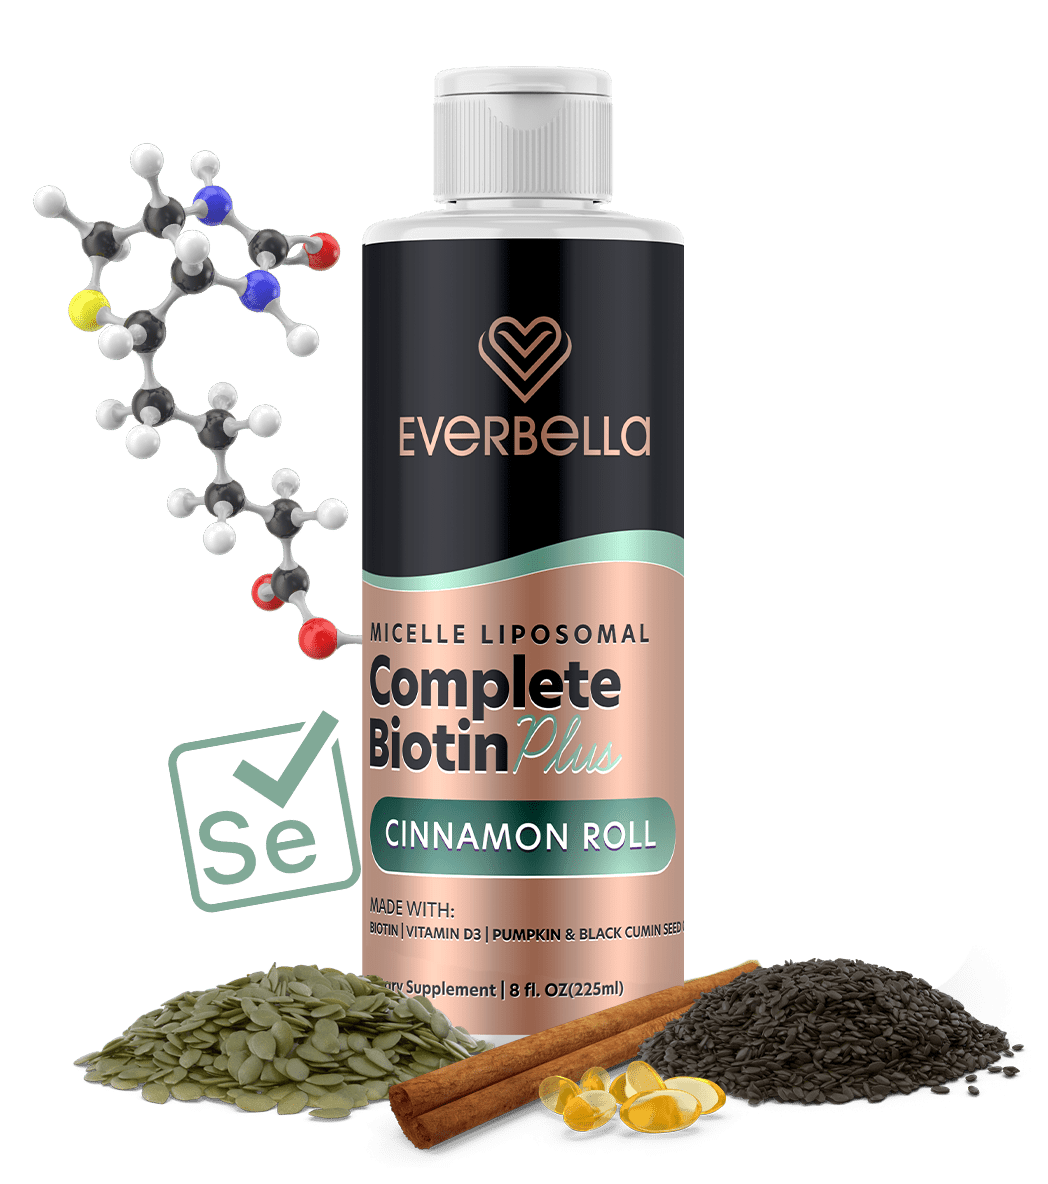 EVERBELLA
MICELLE LIPOSOMAL
Complete
Biotin Plus
CINNAMON ROLL
Se
MADE WITH:
BIOTIN | VITAMIN D3 | PUMPKIN & BLACK CUMIN SEED
Supplement | 8 fl. OZ(225ml)